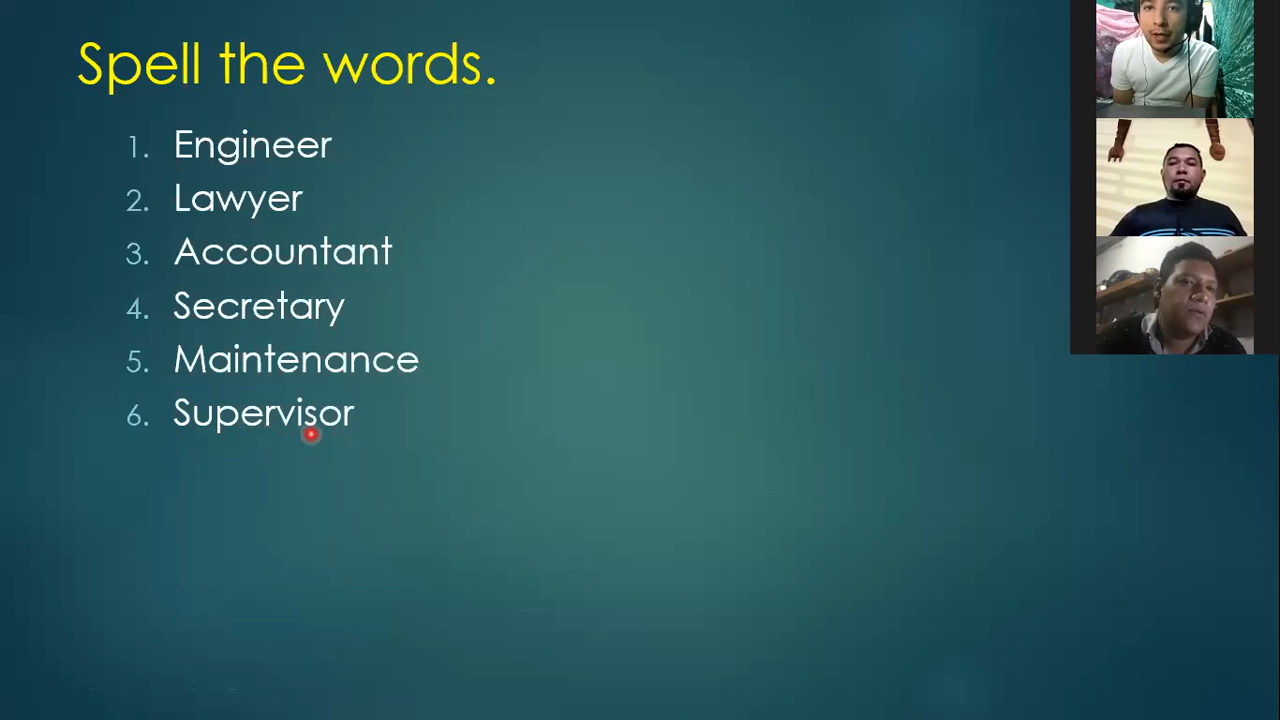 Spell the words.
1. Engineer
2. Lawyer
3. Accountant
4. Secretary
5. Maintenance
6. Supervisor